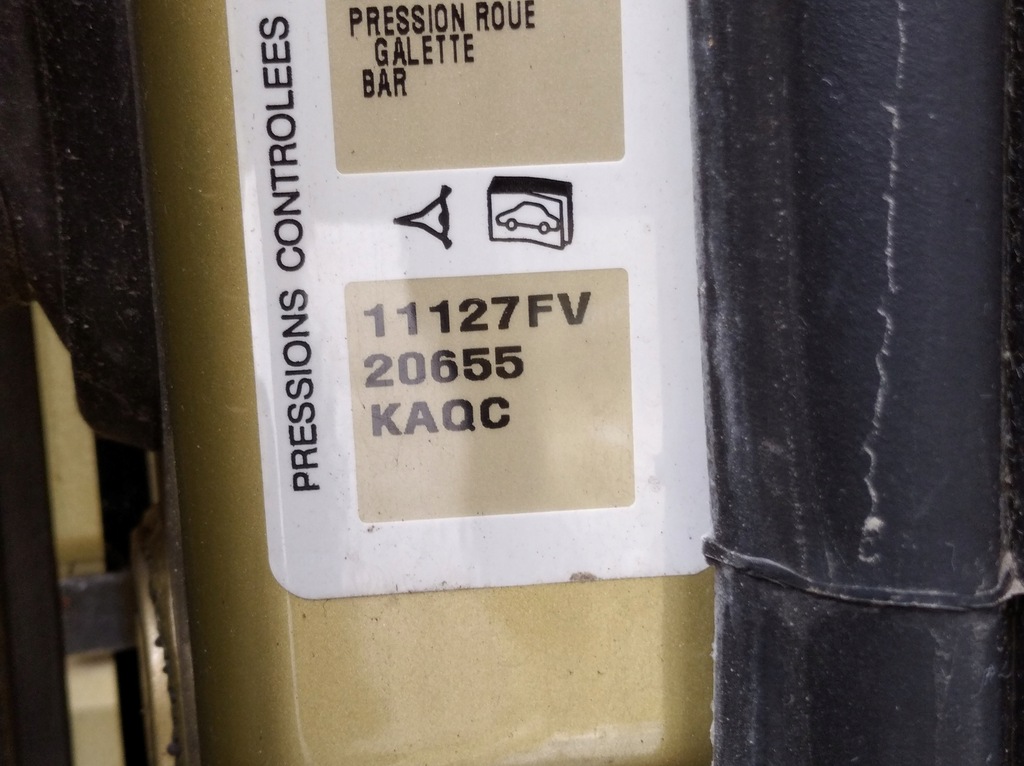 PRESSION ROUE
GALETTE
BAR
PRESSIONS CONTROLEES
11127FV
20655
KAQC